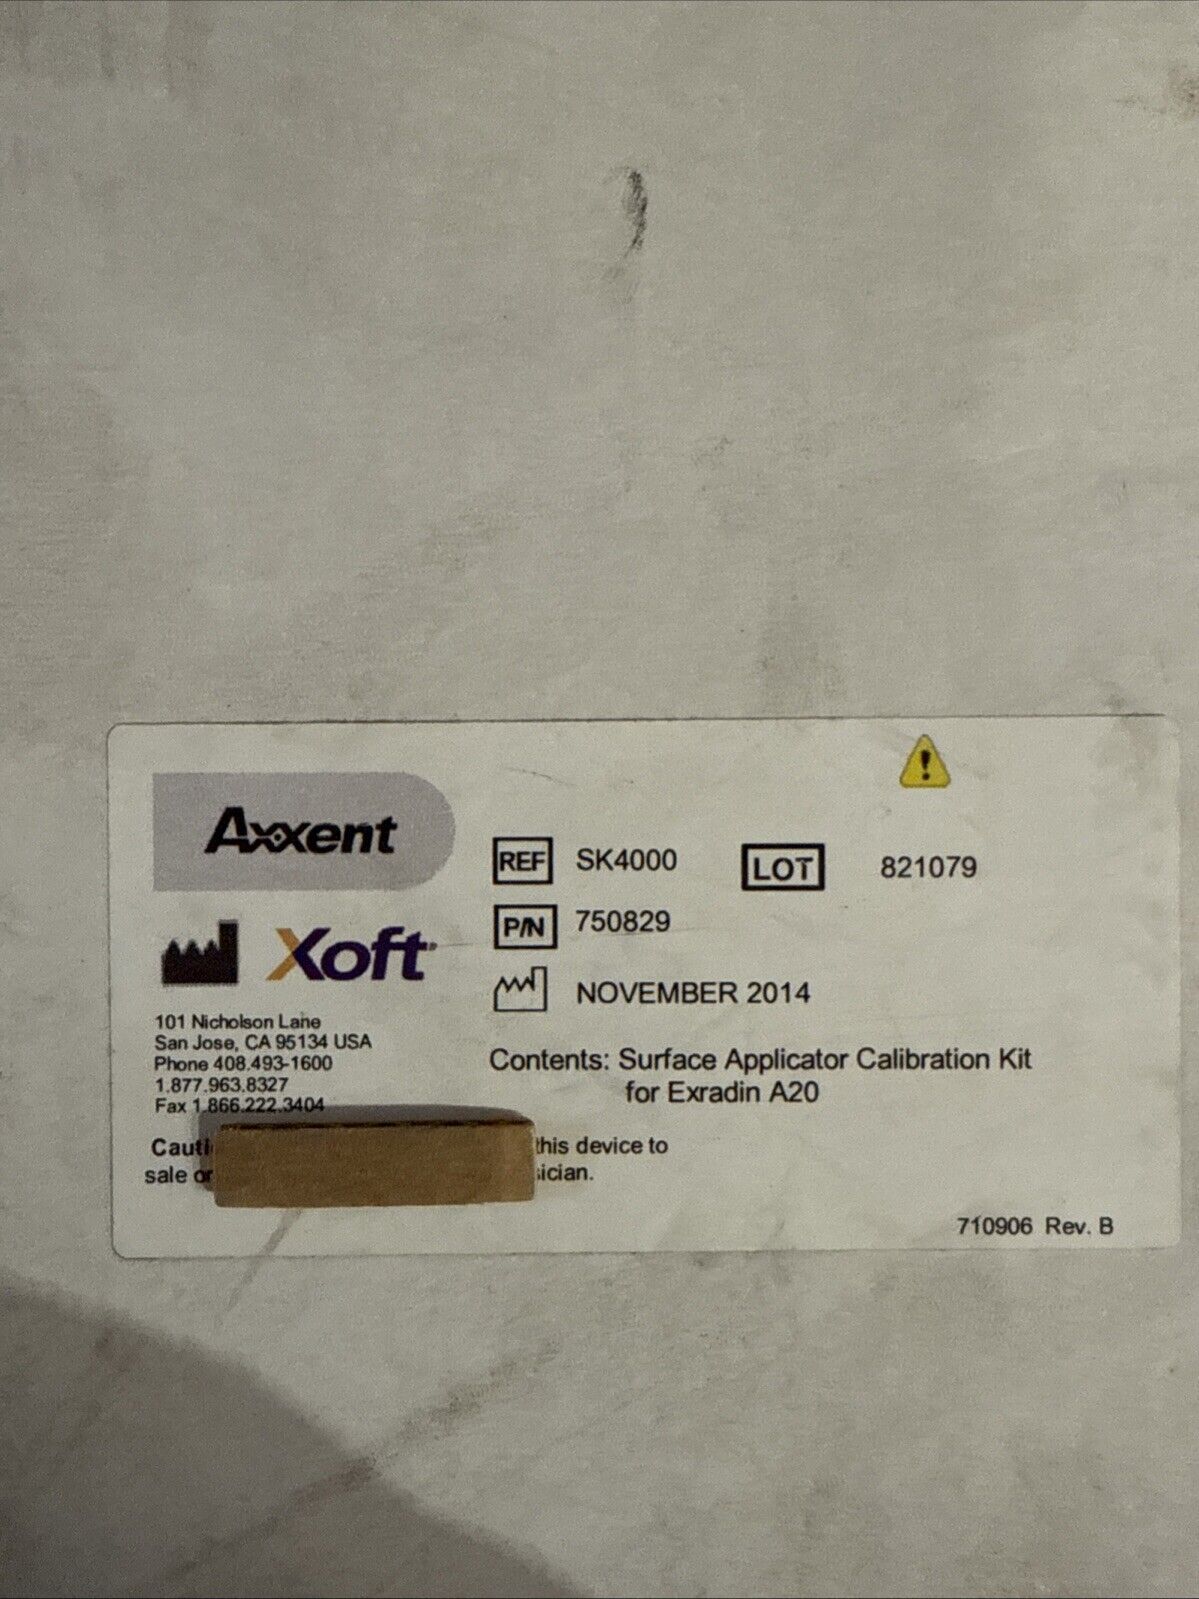 Axxent
Xoft
101 Nicholson Lane
San Jose, CA 95134 USA
Phone 408.493-1600
1.877.963.8327
Fax 1.866.222.3404
REF SK4000 LOT 821079
P/N 750829
NOVEMBER 2014
Contents: Surface Applicator Calibration Kit
for Exradin A20
this device to
sale
710906 Rev. B